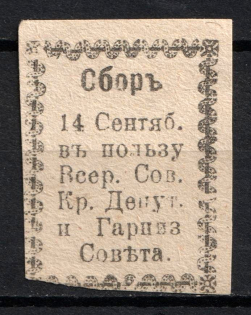 Сборъ
14 Сентяб.
въ пользу
Всер. Сов.
Кр. Депут.
и Гарниз
Совѣта.